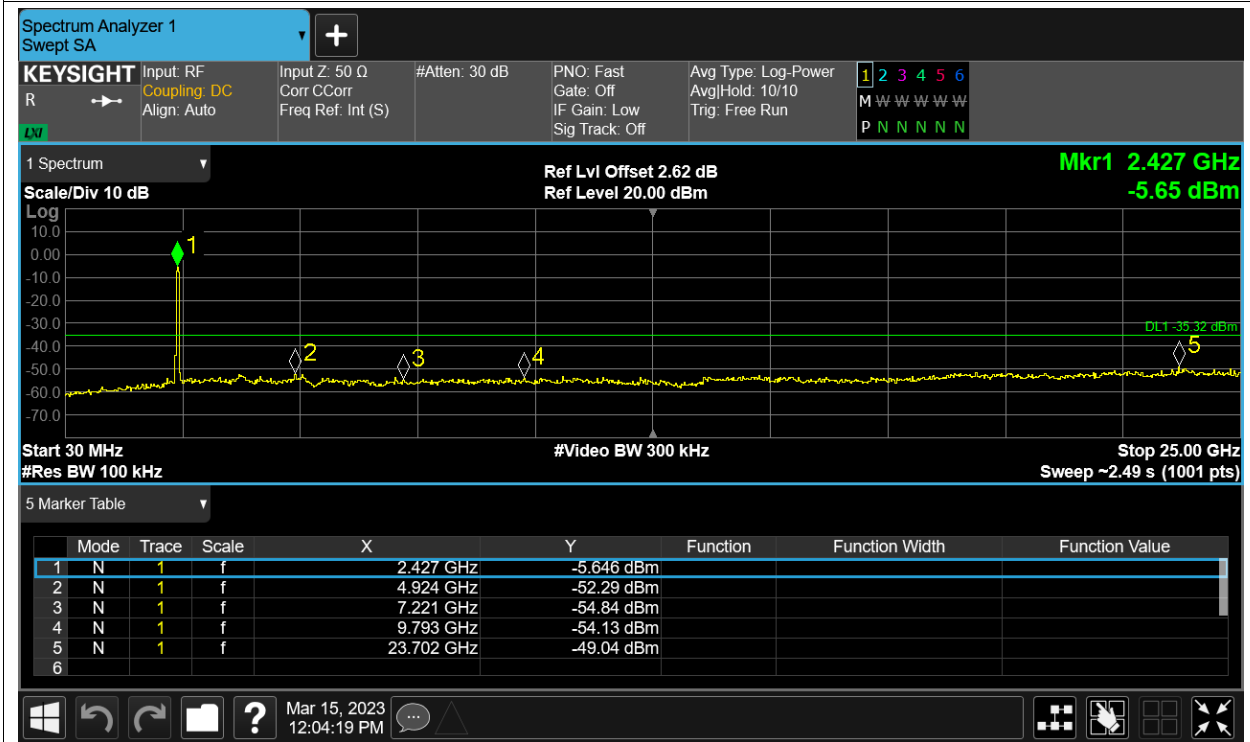 Spectrum Analyzer 1
Swept SA
+
KEYSIGHT Input: RF Input Z: 50 Ω #Atten: 30 dB PNO: Fast Avg Type: Log-Power 1 2 3 4 5 6
R Coupling: DC Corr CCorr Gate: Off Avg|Hold: 10/10 M W W W W W
Align: Auto Freq Ref: Int (S) IF Gain: Low Trig: Free Run
LXI Sig Track: Off P N N N N N
1 Spectrum Ref Lvl Offset 2.62 dB Mkr1 2.427 GHz
Scale/Div 10 dB Ref Level 20.00 dBm -5.65 dBm
Log
10.0
1
0.00
-10.0
-20.0
-30.0
DL1 -35.32 dBm
-40.0
2 3 4 5
-50.0
-60.0
-70.0
Start 30 MHz #Video BW 300 kHz Stop 25.00 GHz
#Res BW 100 kHz Sweep ~2.49 s (1001 pts)
5 Marker Table
Mode Trace Scale X Y Function Function Width Function Value
1 N 1 f 2.427 GHz -5.646 dBm
2 N 1 f 4.924 GHz -52.29 dBm
3 N 1 f 7.221 GHz -54.84 dBm
4 N 1 f 9.793 GHz -54.13 dBm
5 N 1 f 23.702 GHz -49.04 dBm
6
? Mar 15, 2023
12:04:19 PM